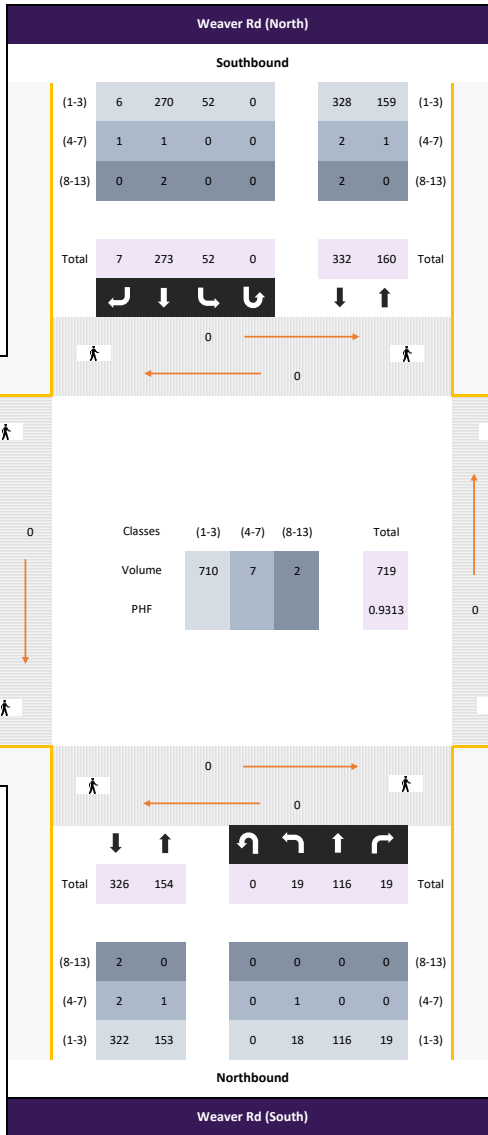 Weaver Rd (North)
Southbound
(1-3) 6 270 52 0 328 159 (1-3)
(4-7) 1 1 0 0 2 1 (4-7)
(8-13) 0 2 0 0 2 0 (8-13)
Total 7 273 52 0 332 160 Total
0
0
0
Classes (1-3) (4-7) (8-13) Total
Volume 710 7 2 719
PHF 0.9313
0
0
0
Total 326 154 0 19 116 19 Total
(8-13) 2 0 0 0 0 0 (8-13)
(4-7) 2 1 0 1 0 0 (4-7)
(1-3) 322 153 0 18 116 19 (1-3)
Northbound
Weaver Rd (South)